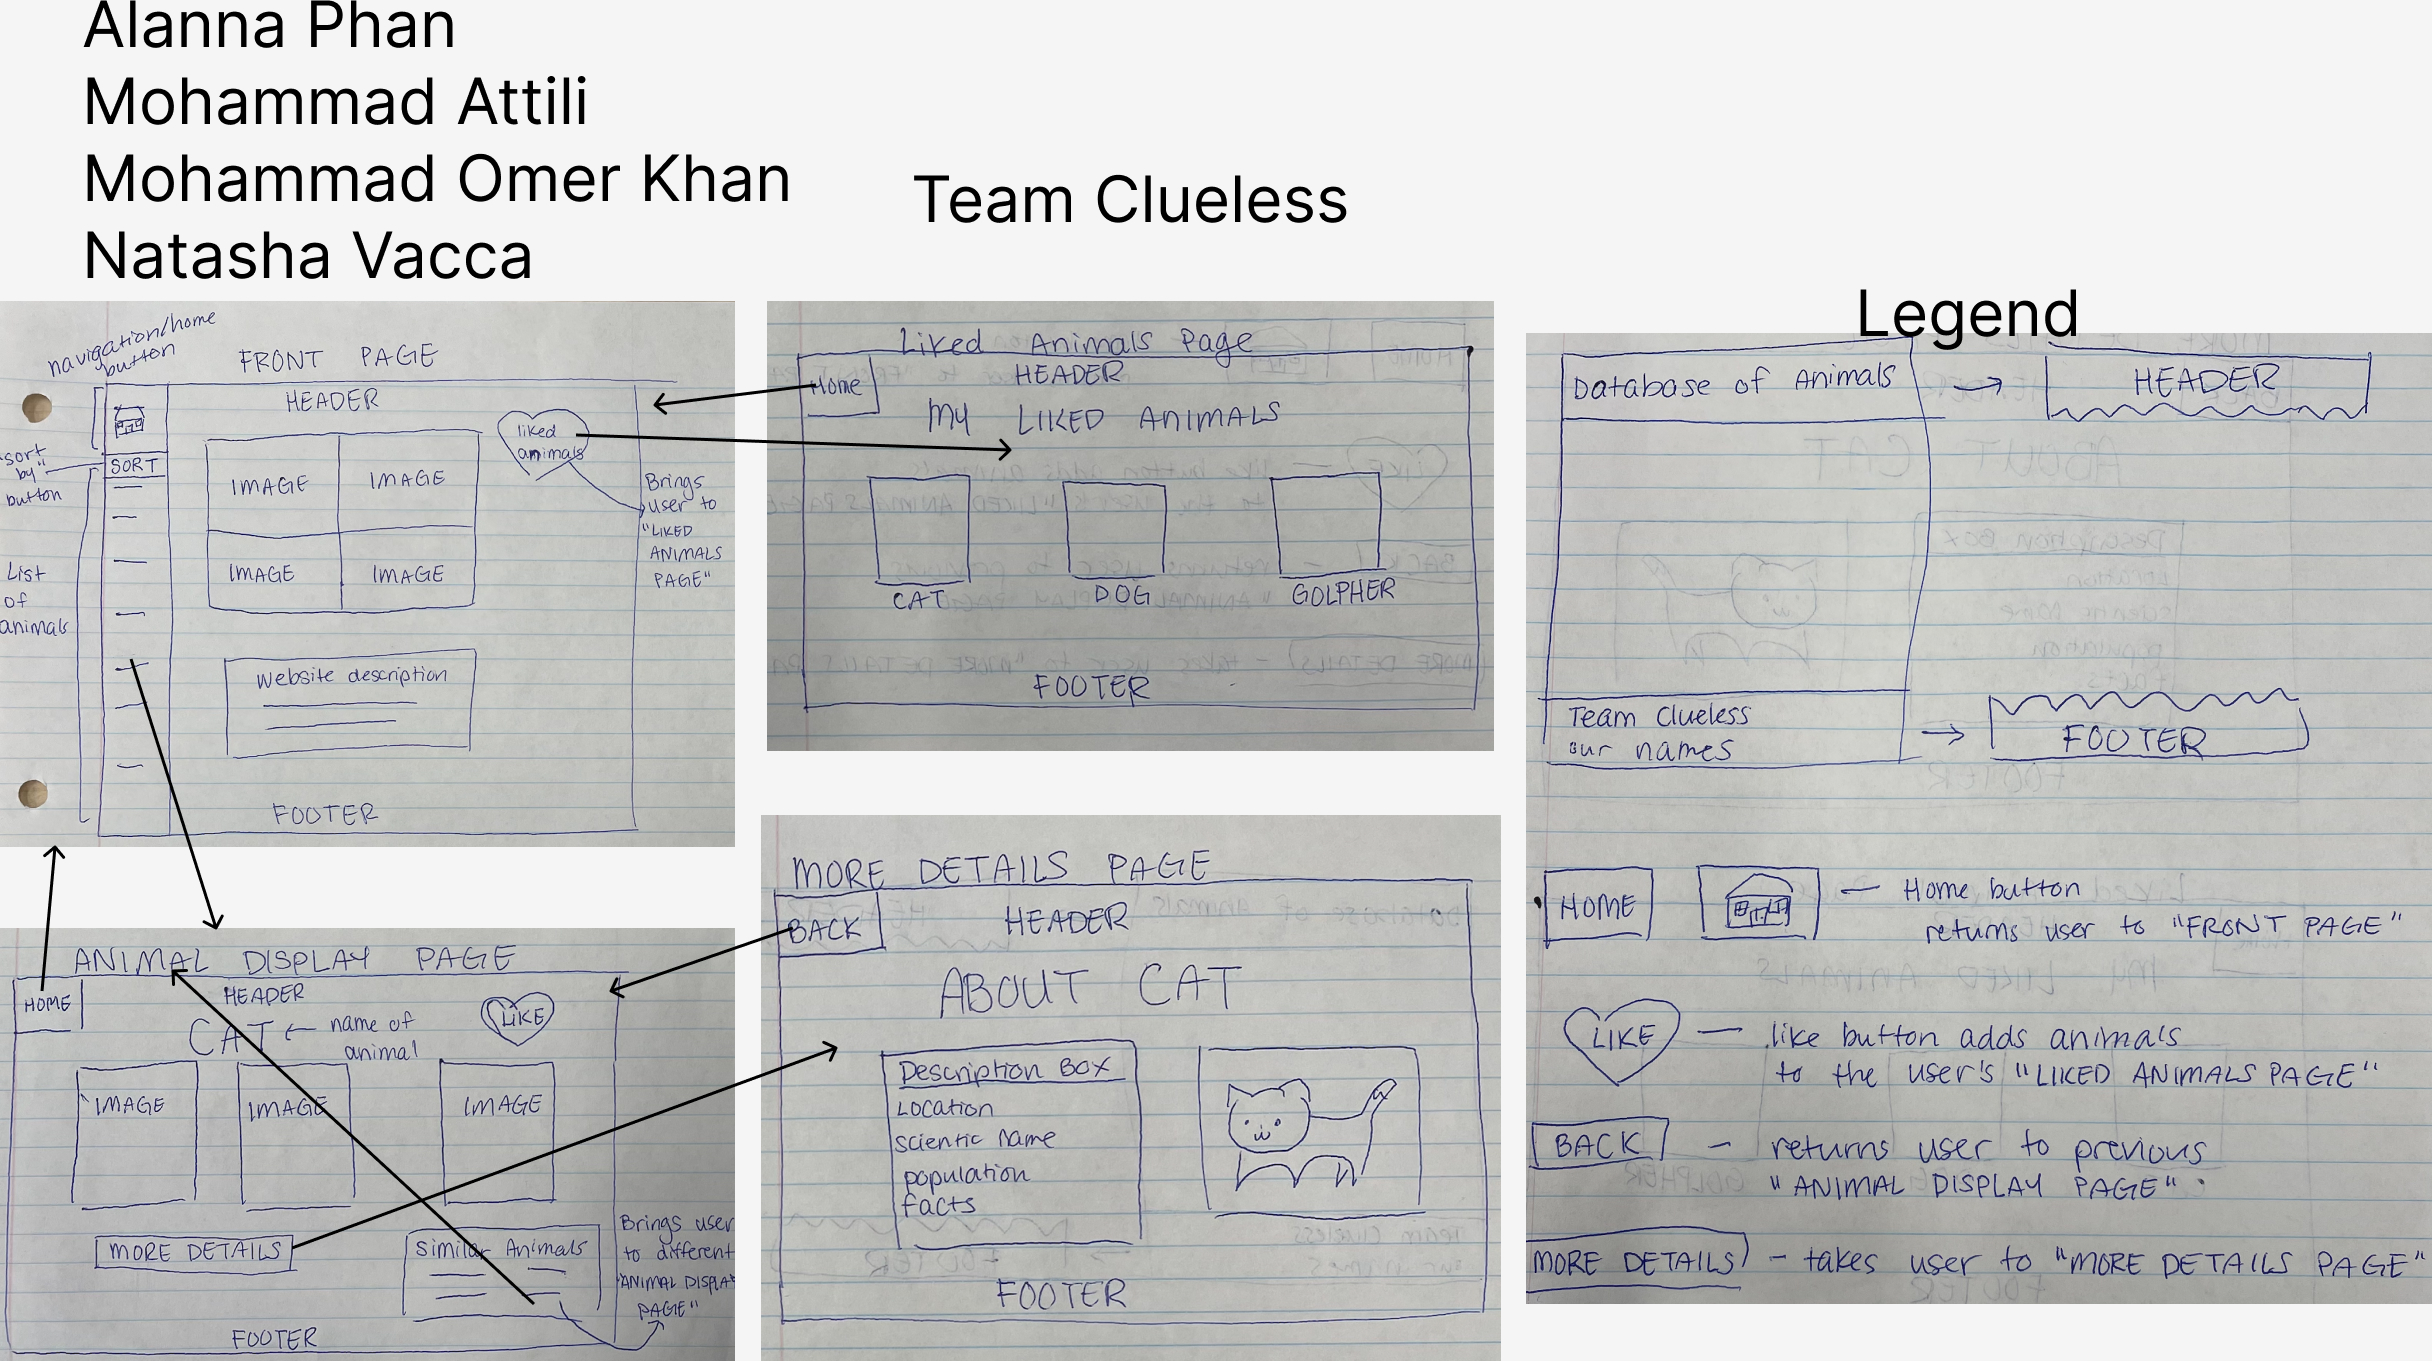 Alanna Phan
Mohammad Attili
Mohammad Omer Khan
Natasha Vacca
Team Clueless
Legend
navigation/home
button
FRONT PAGE
HEADER
liked
animals
SORT
"sort
by"
button
IMAGE
IMAGE
IMAGE
IMAGE
Brings
user to
"LIKED
ANIMALS
PAGE"
List
of
animals
Website description
FOOTER
Liked Animals Page
Home
HEADER
My LIKED ANIMALS
CAT
DOG
GOLPHER
FOOTER
Database of Animals
HEADER
Team Clueless
our names
FOOTER
HOME
Home button
returns user to "FRONT PAGE"
LIKE
like button adds animals
to the user's "LIKED ANIMALS PAGE"
BACK
returns user to previous
"ANIMAL DISPLAY PAGE".
MORE DETAILS
- takes user to "MORE DETAILS PAGE"
ANIMAL DISPLAY PAGE
HOME
HEADER
LIKE
CAT
name of
animal
IMAGE
IMAGE
IMAGE
MORE DETAILS
Similar Animals
Brings user
to different
"ANIMAL DISPLAY
PAGE"
FOOTER
MORE DETAILS PAGE
BACK
HEADER
ABOUT CAT
Description Box
Location
scientic name
population
facts
FOOTER